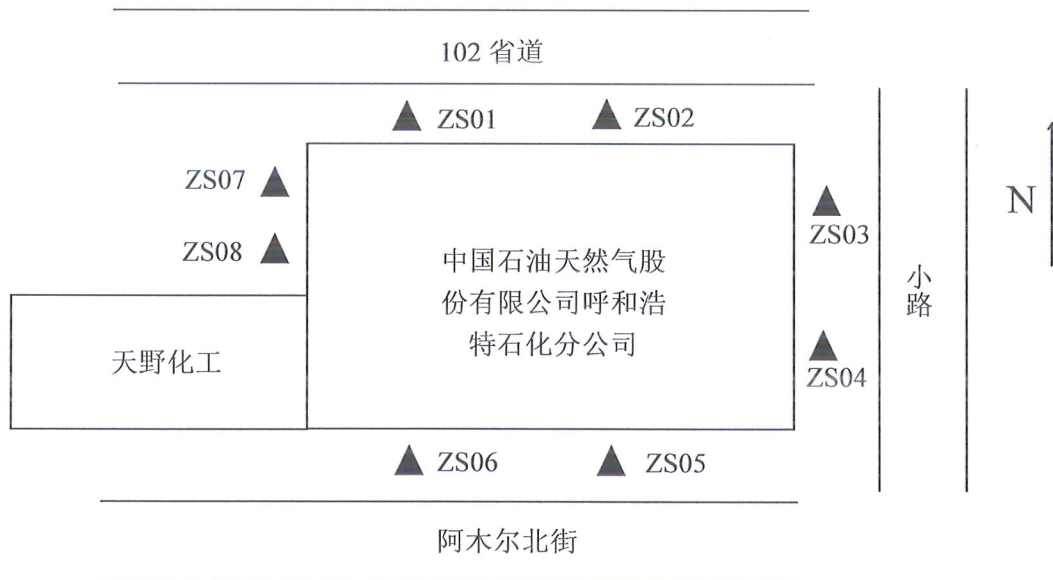 102 省道
ZS01
ZS02
ZS07
ZS03
N
ZS08
中国石油天然气股
份有限公司呼和浩
特石化分公司
小路
天野化工
ZS04
ZS06
ZS05
阿木尔北街